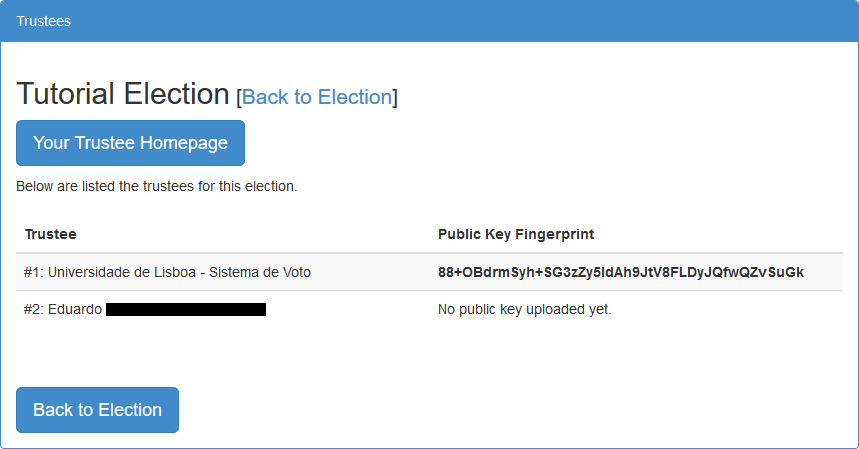 Trustees
Tutorial Election [Back to Election]
Your Trustee Homepage
Below are listed the trustees for this election.
Trustee Public Key Fingerprint
#1: Universidade de Lisboa - Sistema de Voto 88+OBdrmSyh+SG3zZy5ldAh9JtV8FLDyJQfwQZvSuGk
#2: Eduardo No public key uploaded yet.
Back to Election